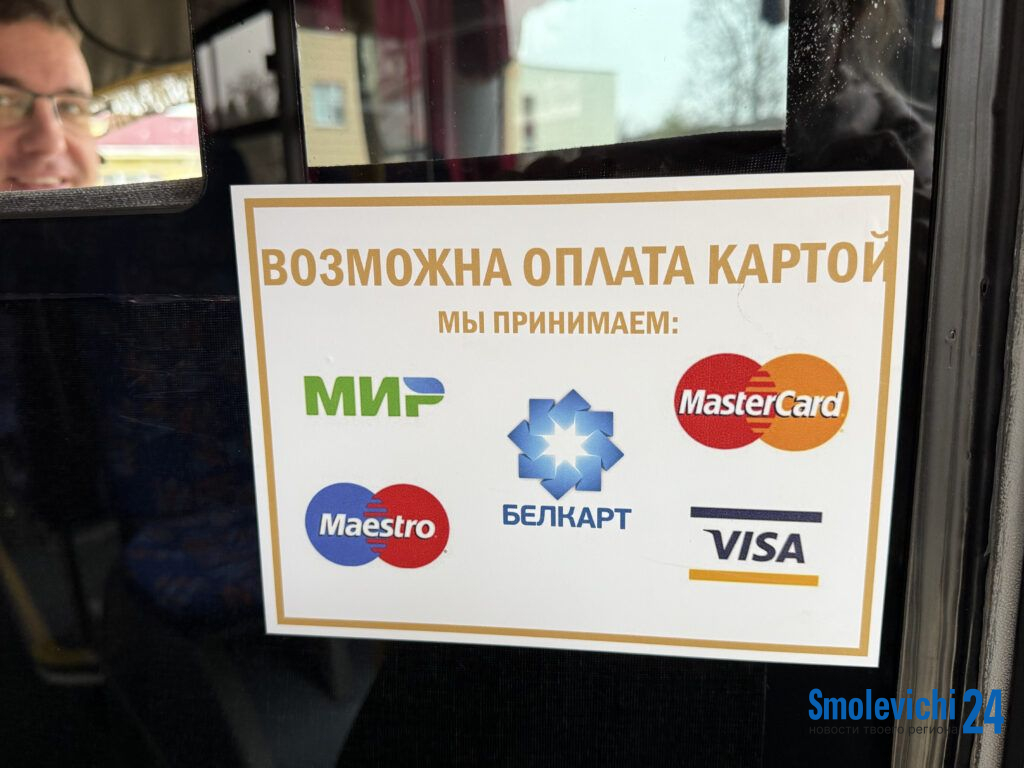 ВОЗМОЖНА ОПЛАТА КАРТОЙ
МЫ ПРИНИМАЕМ:
МИР
MasterCard
БЕЛКАРТ
Maestro
VISA
Smolevichi 24
новости твоего региона